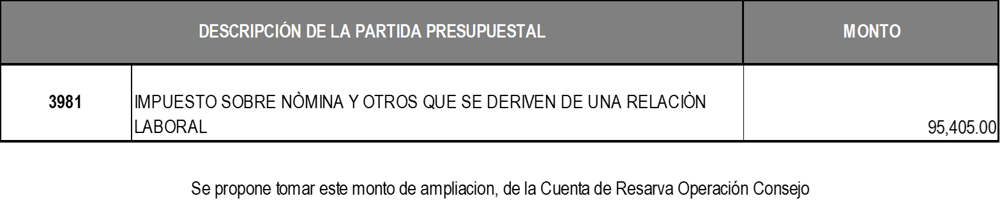 DESCRIPCIÓN DE LA PARTIDA PRESUPUESTAL MONTO
3981 IMPUESTO SOBRE NÒMINA Y OTROS QUE SE DERIVEN DE UNA RELACIÒN
LABORAL 95,405.00
Se propone tomar este monto de ampliacion, de la Cuenta de Resarva Operación Consejo